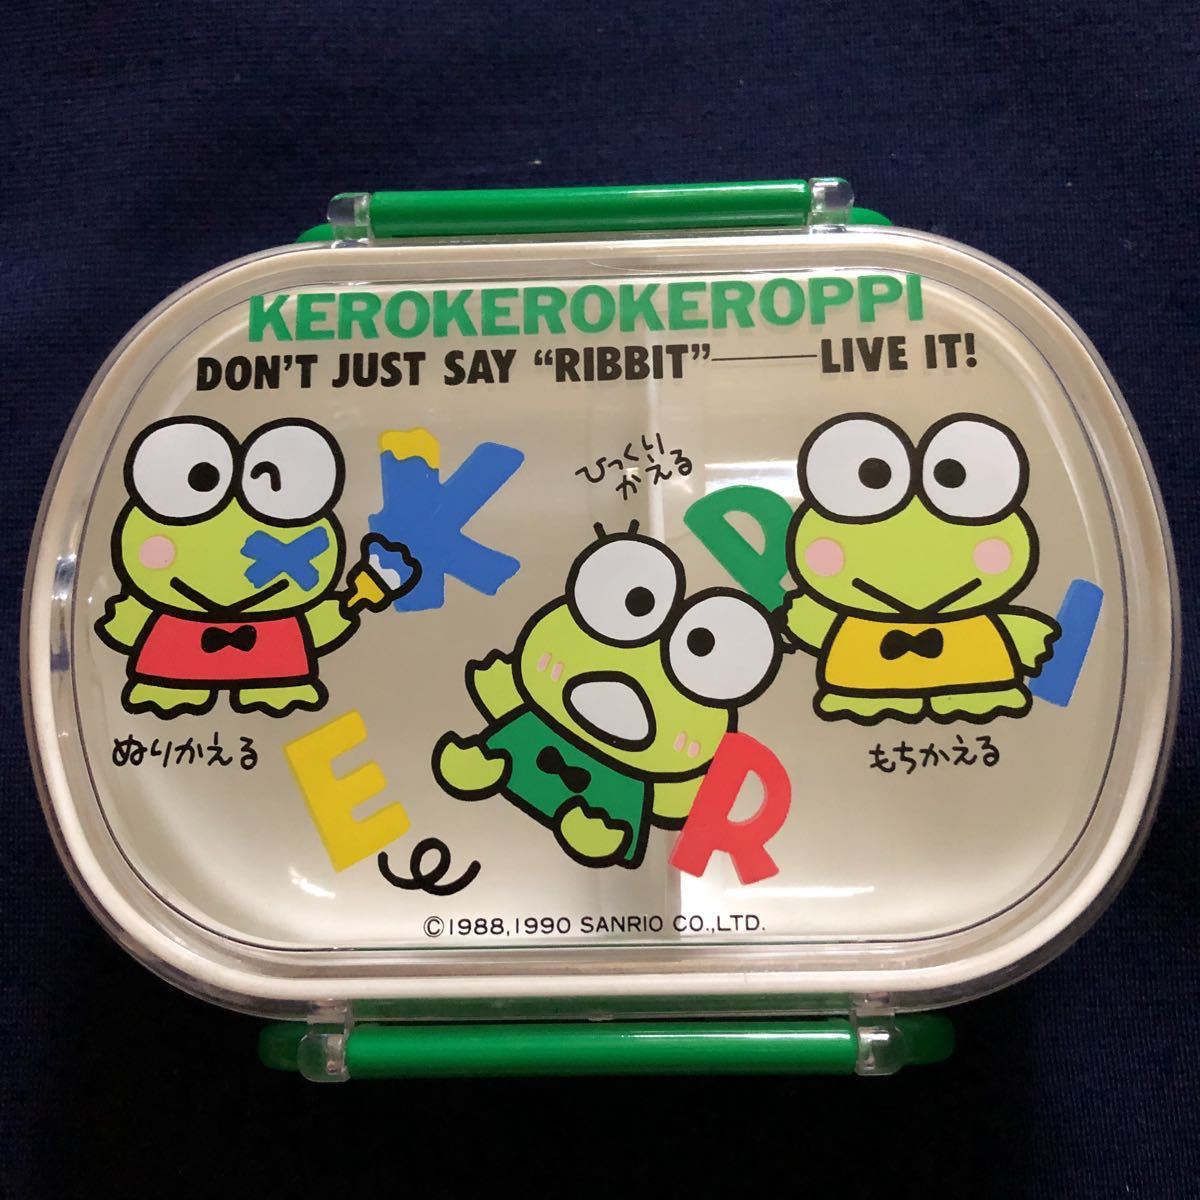 KEROKEROKEROPPI
DON'T JUST SAY “RIBBIT”——LIVE IT!
K
びっくり
かえる
P
I
ぬりかえる
もちかえる
E
R
©1988,1990 SANRIO CO.,LTD.